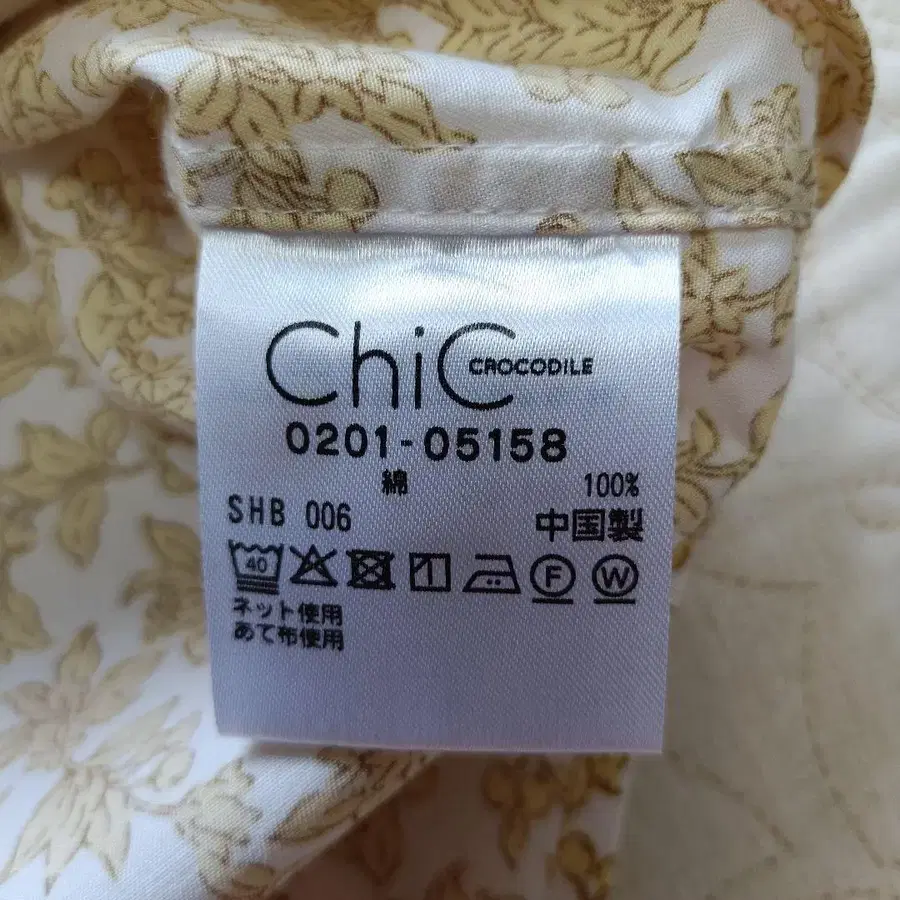 ChiC CROCODILE
0201-05158
綿 100%
SHB 006 中国製
40 F W
ネット使用
あて布使用